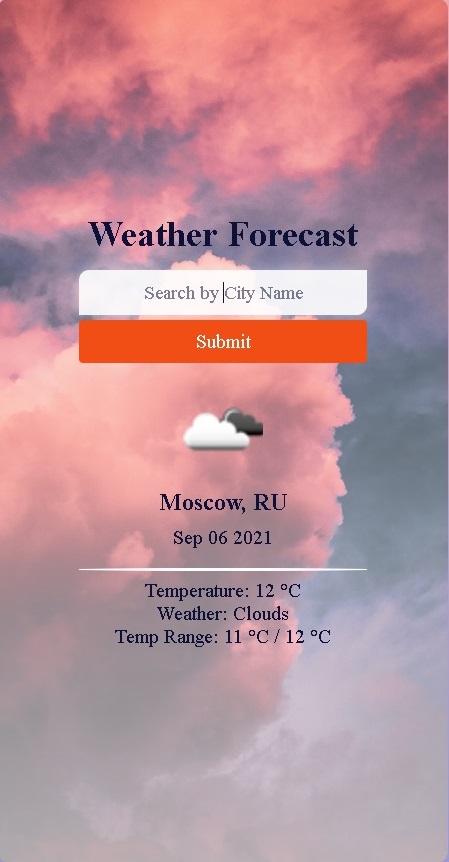 Weather Forecast
Search by City Name
Submit
Moscow, RU
Sep 06 2021
Temperature: 12 °C
Weather: Clouds
Temp Range: 11 °C / 12 °C